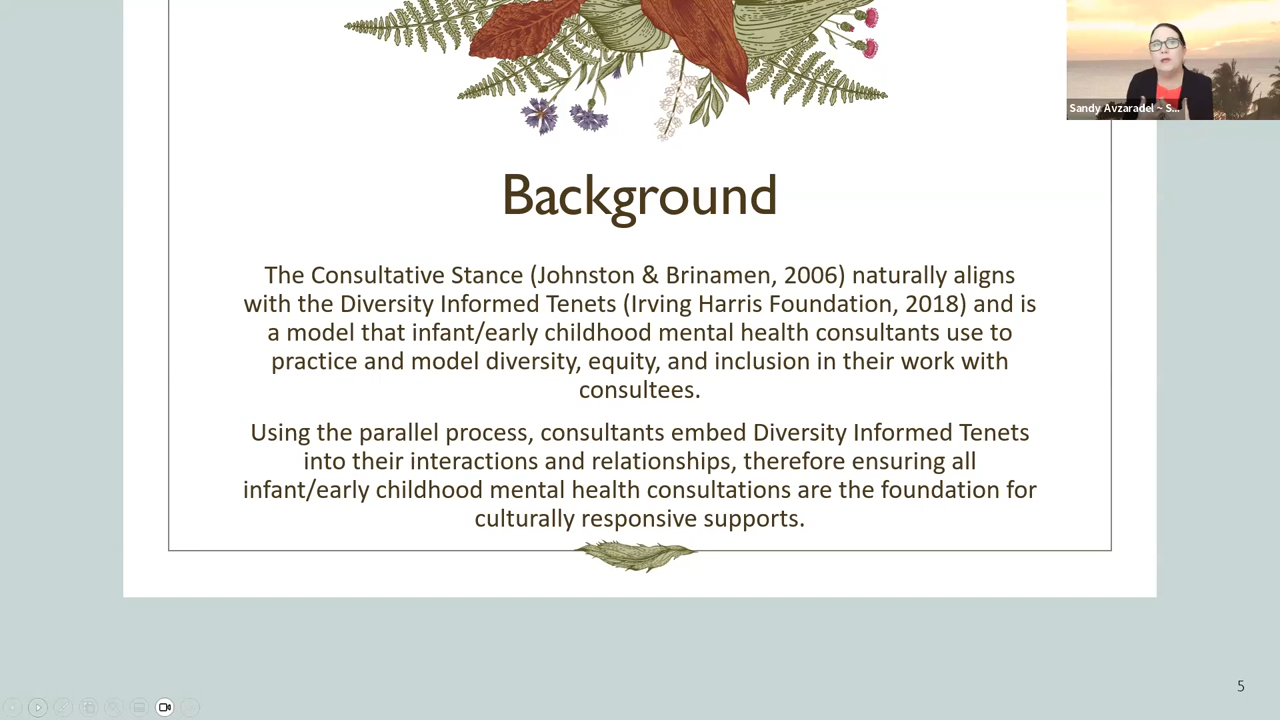 Sandy Avzaradel ~ S...
Background
The Consultative Stance (Johnston & Brinamen, 2006) naturally aligns
with the Diversity Informed Tenets (Irving Harris Foundation, 2018) and is
a model that infant/early childhood mental health consultants use to
practice and model diversity, equity, and inclusion in their work with
consultees.
Using the parallel process, consultants embed Diversity Informed Tenets
into their interactions and relationships, therefore ensuring all
infant/early childhood mental health consultations are the foundation for
culturally responsive supports.
5